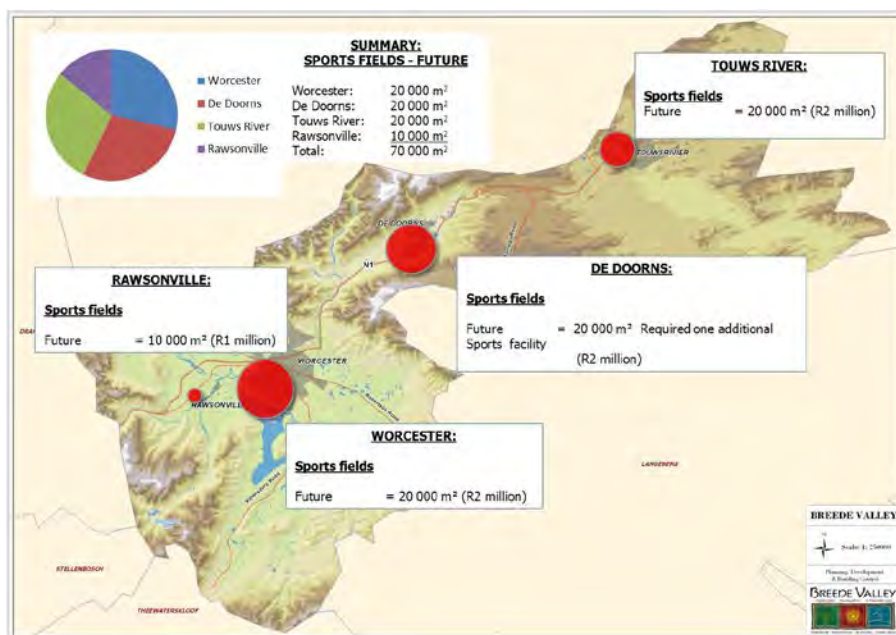 Worcester
De Doorns
Touws River
Rawsonville
SUMMARY:
SPORTS FIELDS - FUTURE
Worcester: 20 000 m²
De Doorns: 20 000 m²
Touws River: 20 000 m²
Rawsonville: 10 000 m²
Total: 70 000 m²
TOUWS RIVER:
Sports fields
Future = 20 000 m² (R2 million)
TOUWSRIVIER
DE DOORNS
N1
RAWSONVILLE:
Sports fields
Future = 10 000 m² (R1 million)
DE DOORNS:
Sports fields
Future = 20 000 m² Required one additional
Sports facility
(R2 million)
WORCESTER
RAWSONVILLE
WORCESTER:
Sports fields
Future = 20 000 m² (R2 million)
LANGEBERG
STELLENBOSCH
THEEWATERSKLOOF
BREEDE VALLEY
Planning, Development
& Building Control
BREEDE VALLEY